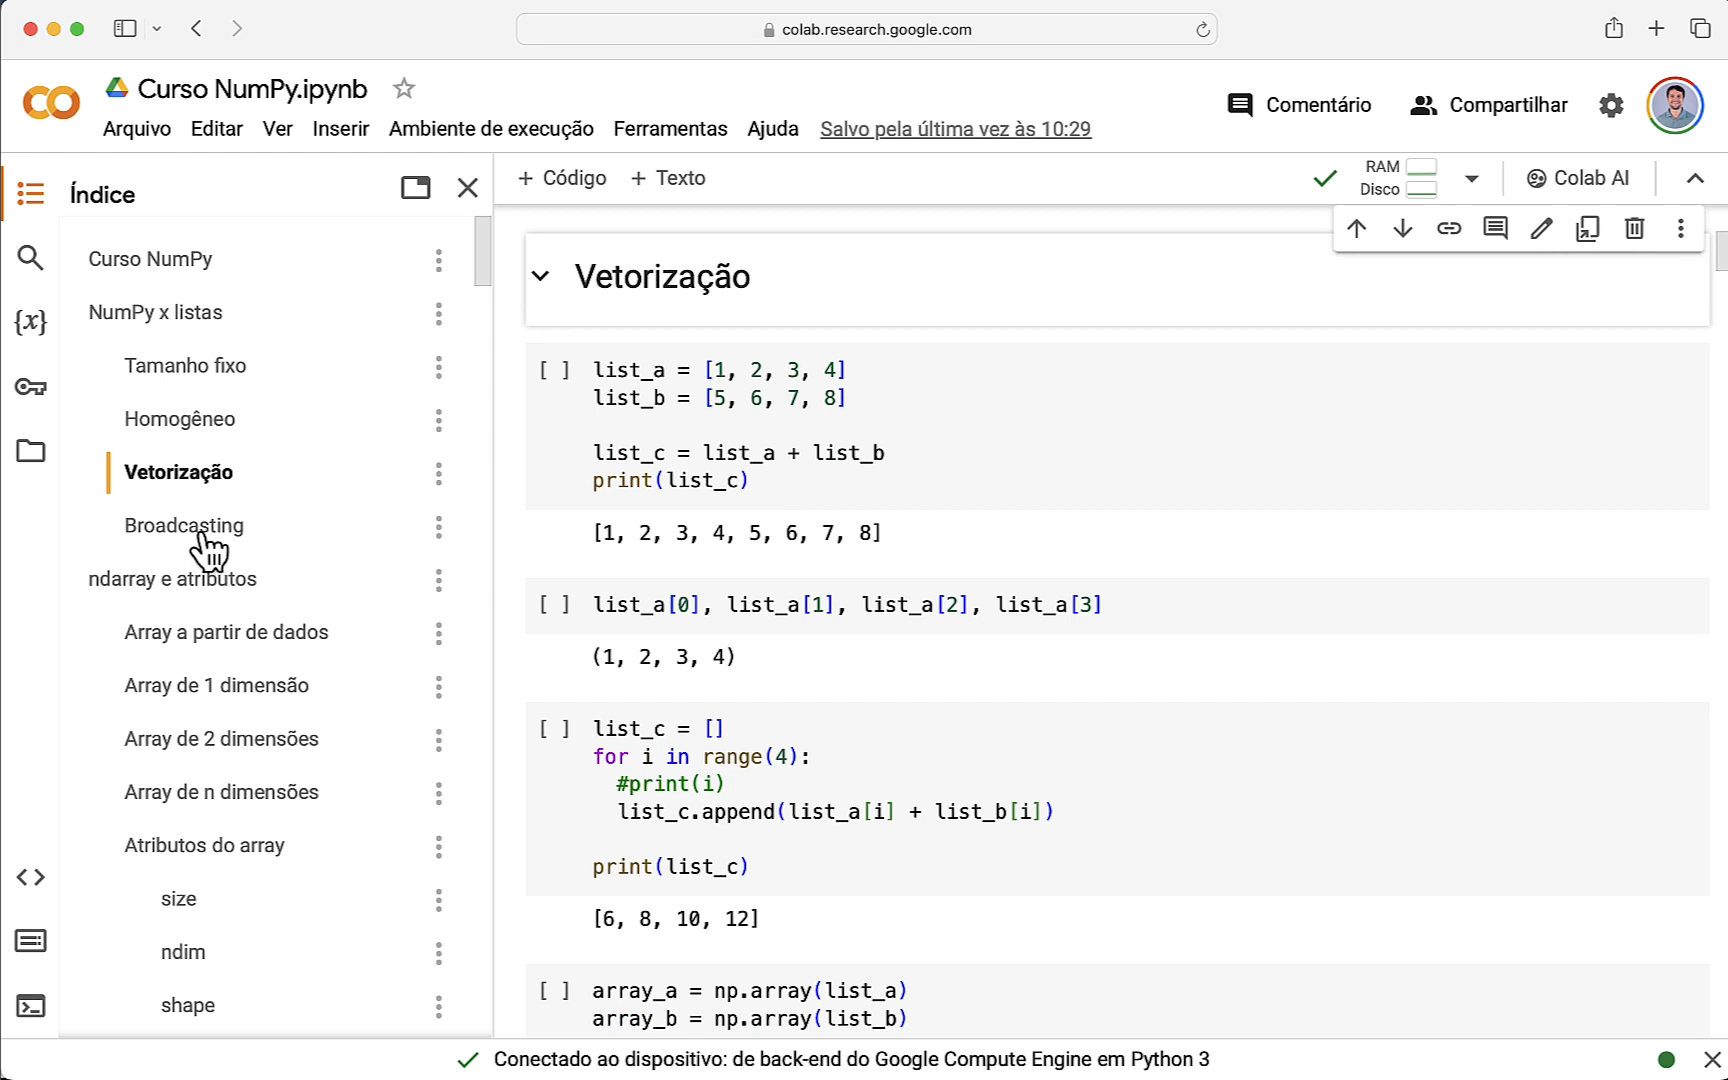 colab.research.google.com
Curso NumPy.ipynb
Comentário
Compartilhar
Arquivo Editar Ver Inserir Ambiente de execução Ferramentas Ajuda Salvo pela última vez às 10:29
Índice
+ Código + Texto
RAM
Disco
Colab AI
Curso NumPy
NumPy x listas
Tamanho fixo
Homogêneo
Vetorização
Broadcasting
ndarray e atributos
Array a partir de dados
Array de 1 dimensão
Array de 2 dimensões
Array de n dimensões
Atributos do array
size
ndim
shape
Vetorização
[ ] list_a = [1, 2, 3, 4]
list_b = [5, 6, 7, 8]
list_c = list_a + list_b
print(list_c)
[1, 2, 3, 4, 5, 6, 7, 8]
[ ] list_a[0], list_a[1], list_a[2], list_a[3]
(1, 2, 3, 4)
[ ] list_c = []
for i in range(4):
#print(i)
list_c.append(list_a[i] + list_b[i])
print(list_c)
[6, 8, 10, 12]
[ ] array_a = np.array(list_a)
array_b = np.array(list_b)
Conectado ao dispositivo: de back-end do Google Compute Engine em Python 3